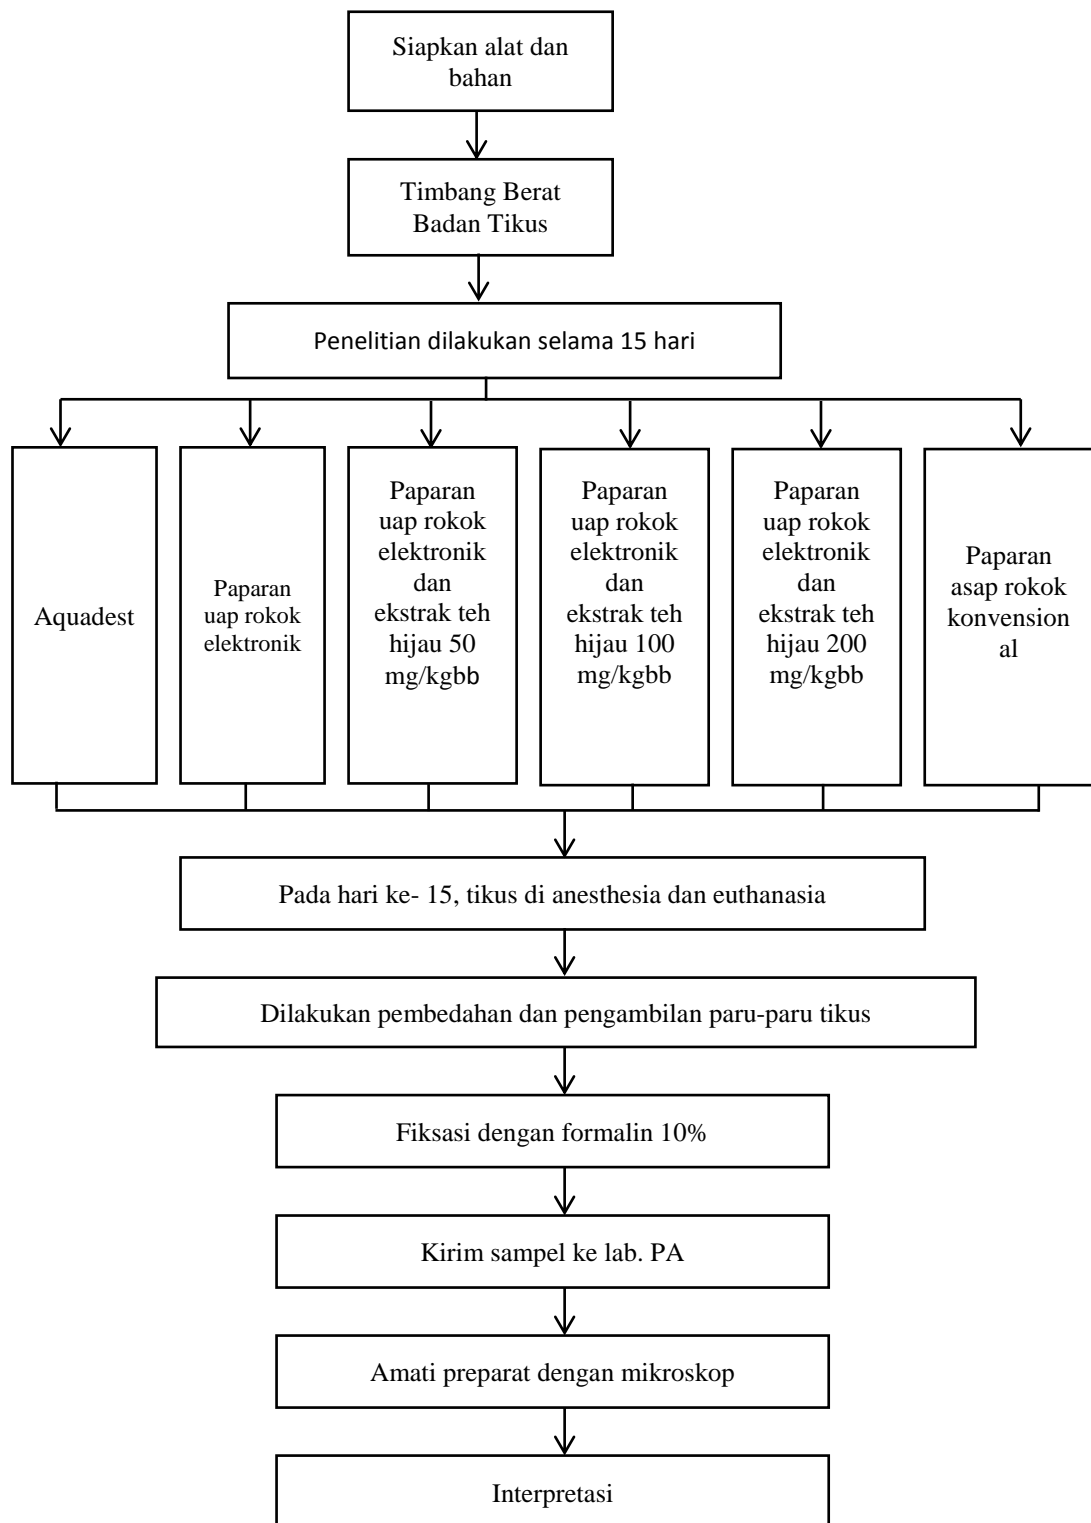 Siapkan alat dan
bahan
Timbang Berat
Badan Tikus
Penelitian dilakukan selama 15 hari
Aquadest
Paparan
uap rokok
elektronik
Paparan
uap rokok
elektronik
dan
ekstrak teh
hijau 50
mg/kgbb
Paparan
uap rokok
elektronik
dan
ekstrak teh
hijau 100
mg/kgbb
Paparan
uap rokok
elektronik
dan
ekstrak teh
hijau 200
mg/kgbb
Paparan
asap rokok
konvension
al
Pada hari ke- 15, tikus di anesthesia dan euthanasia
Dilakukan pembedahan dan pengambilan paru-paru tikus
Fiksasi dengan formalin 10%
Kirim sampel ke lab. PA
Amati preparat dengan mikroskop
Interpretasi